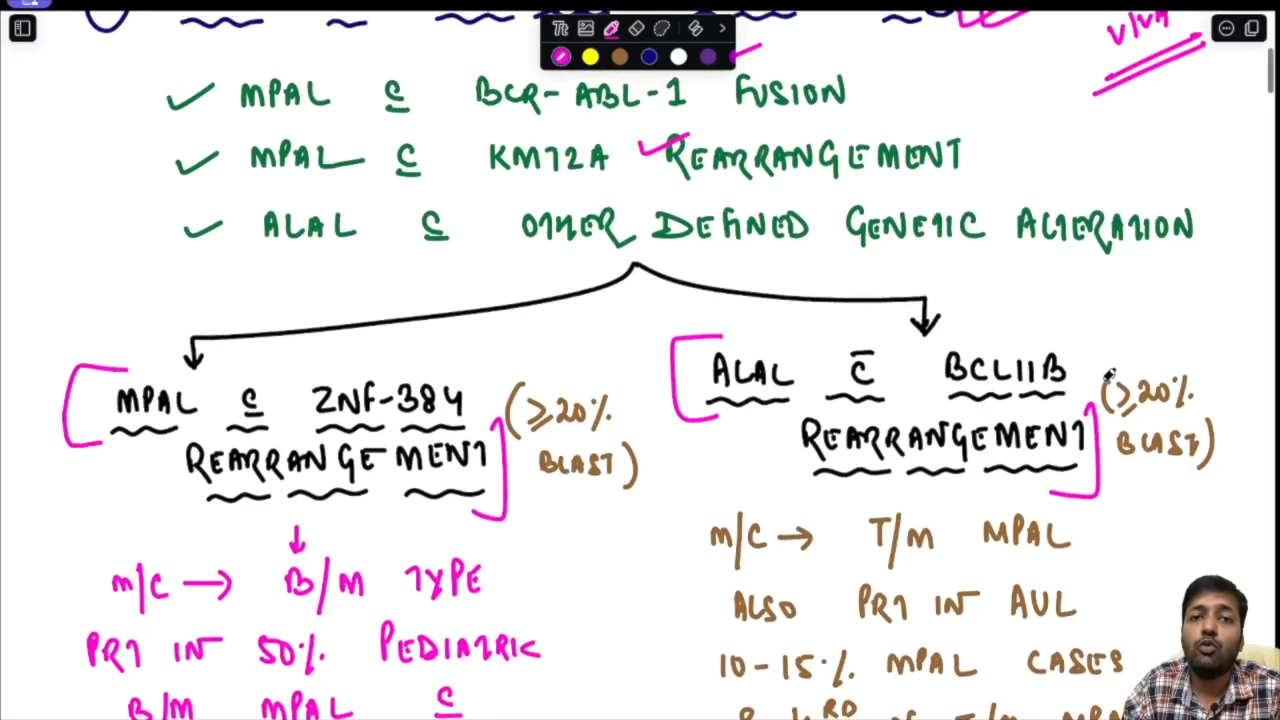 VIVA
✓ MPAL c̲ BCR-ABL-1 FUSION
✓ MPAL c̲ KMT2A REARRANGEMENT
✓ ALAL c̲ OTHER DEFINED GENETIC ALTERATION
MPAL c̲ ZNF-384 (≥20%
REARRANGEMENT BLAST)
m/c → B/M TYPE
PRT IN 50% PEDIATRIC
B/M MPAL c̲
ALAL c̅ BCL11B (≥20%
REARRANGEMENT BLAST)
m/c → T/M MPAL
ALSO PRT IN AUL
10-15% MPAL CASES